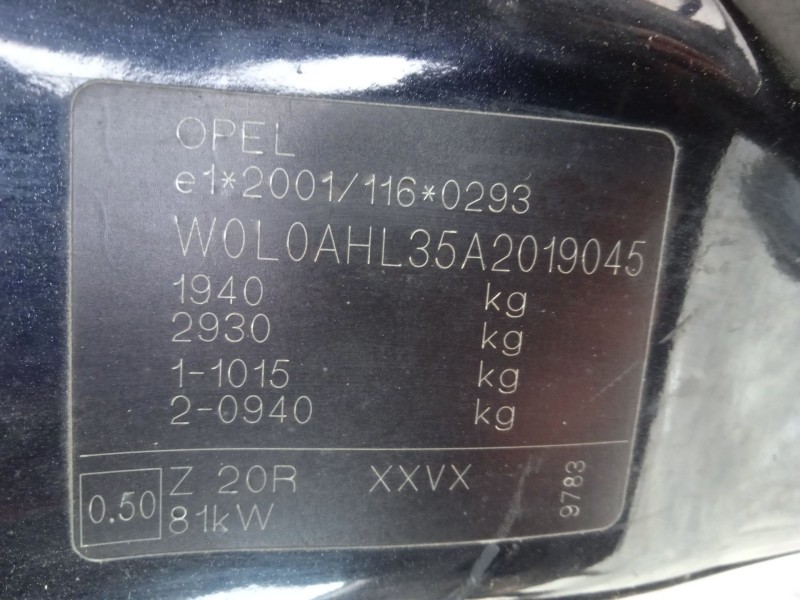 OPEL
e1*2001/116*0293
W0L0AHL35A2019045
1940 kg
2930 kg
1-1015 kg
2-0940 kg
0.50
Z 20R XXVX
81kW
9783